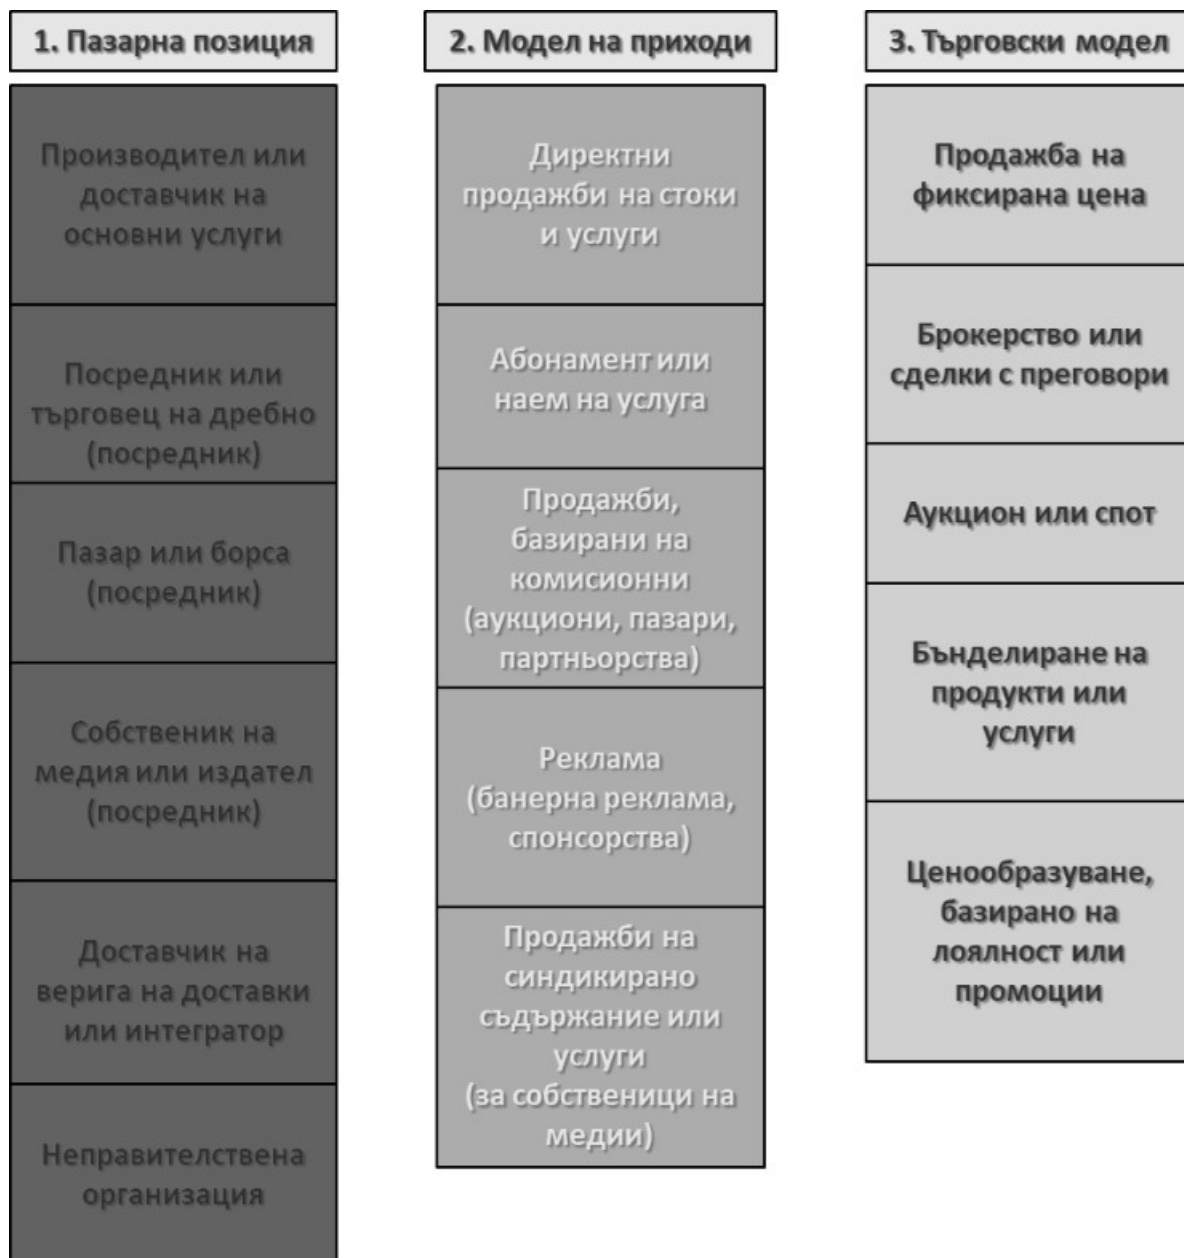 1. Пазарна позиция
Производител или
доставчик на
основни услуги
Посредник или
търговец на дребно
(посредник)
Пазар или борса
(посредник)
Собственик на
медия или издател
(посредник)
Доставчик на
верига на доставки
или интегратор
Неправителствена
организация
2. Модел на приходи
Директни
продажби на стоки
и услуги
Абонамент или
наем на услуга
Продажби,
базирани на
комисионни
(аукциони, пазари,
партньорства)
Реклама
(банерна реклама,
спонсорства)
Продажби на
синдикирано
съдържание или
услуги
(за собственици на
медии)
3. Търговски модел
Продажба на
фиксирана цена
Брокерство или
сделки с преговори
Аукцион или спот
Бънделиране на
продукти или
услуги
Ценообразуване,
базирано на
лоялност или
промоции